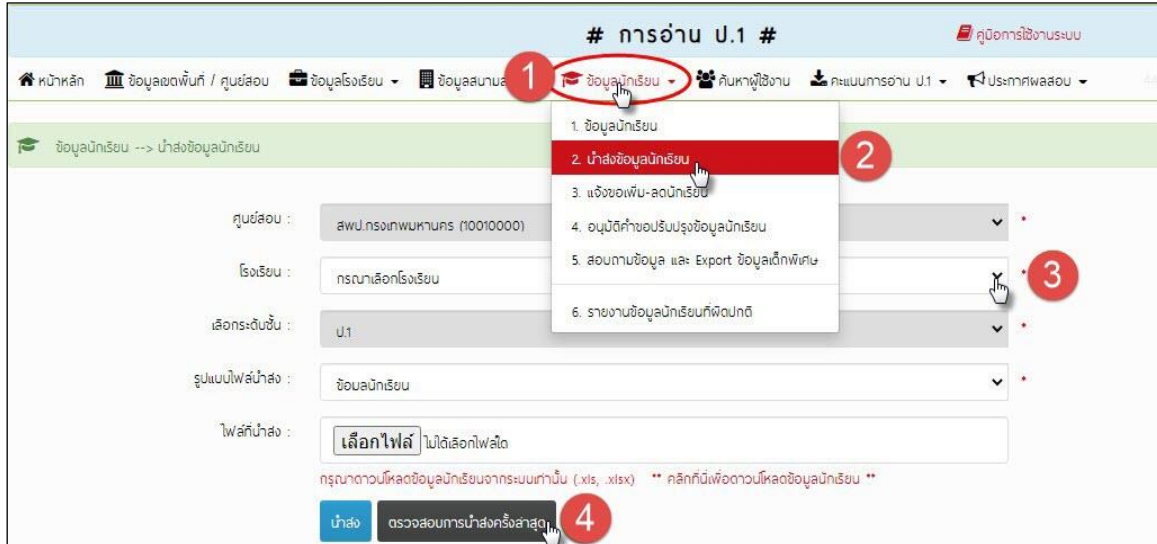 # การอ่าน ป.1 #
คู่มือการใช้งานระบบ
หน้าหลัก ข้อมูลเขตพื้นที่ / ศูนย์สอบ ข้อมูลโรงเรียน ข้อมูลสนามส 1 ข้อมูลนักเรียน ค้นหาผู้ใช้งาน คะแนนการอ่าน ป.1 ประกาศผลสอบ
1. ข้อมูลนักเรียน
ข้อมูลนักเรียน --> นำส่งข้อมูลนักเรียน
2. นำส่งข้อมูลนักเรียน 2
3. แจ้งขอเพิ่ม-ลดนักเรียน
ศูนย์สอบ : สพป.กรุงเทพมหานคร (10010000) *
4. อนุมัติคำขอปรับปรุงข้อมูลนักเรียน
5. สอบถามข้อมูล และ Export ข้อมูลเด็กพิเศษ
โรงเรียน : กรุณาเลือกโรงเรียน * 3
6. รายงานข้อมูลนักเรียนที่ผิดปกติ
เลือกระดับชั้น : ป.1 *
รูปแบบไฟล์นำส่ง : ข้อมูลนักเรียน *
ไฟล์ที่นำส่ง : เลือกไฟล์ ไม่ได้เลือกไฟล์ใด
กรุณาดาวน์โหลดข้อมูลนักเรียนจากระบบเท่านั้น (.xls, .xlsx) ** คลิกที่นี่เพื่อดาวน์โหลดข้อมูลนักเรียน **
นำส่ง ตรวจสอบการนำส่งครั้งล่าสุด 4